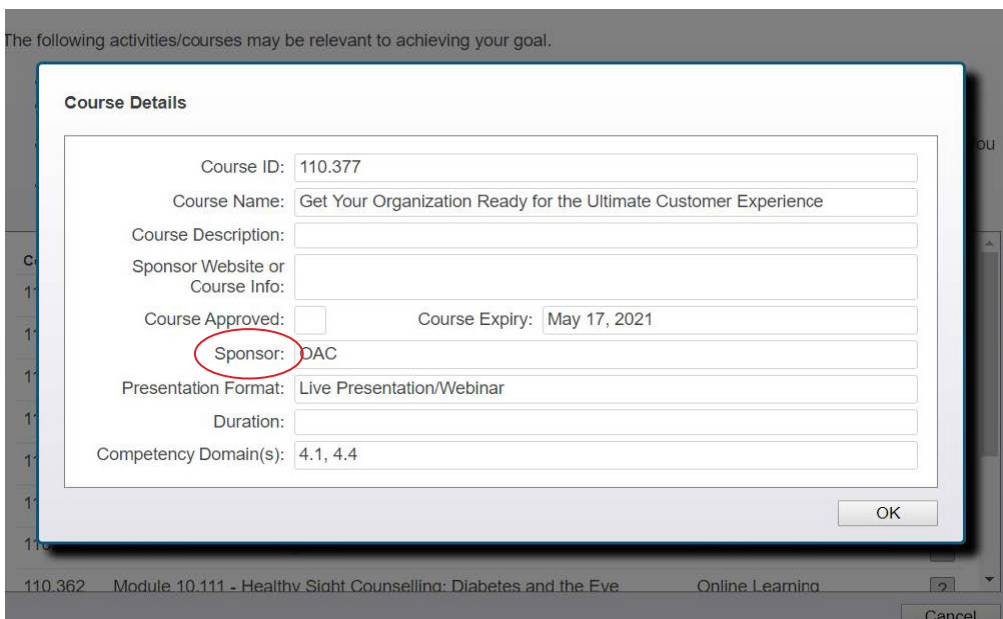 The following activities/courses may be relevant to achieving your goal.
ou
Course Details
Course ID: 110.377
Course Name: Get Your Organization Ready for the Ultimate Customer Experience
Course Description:
Sponsor Website or
Course Info:
Course Approved: Course Expiry: May 17, 2021
Sponsor: OAC
Presentation Format: Live Presentation/Webinar
Duration:
Competency Domain(s): 4.1, 4.4
OK
110.362 Module 10.111 - Healthy Sight Counselling: Diabetes and the Eye Online Learning ?
Cancel